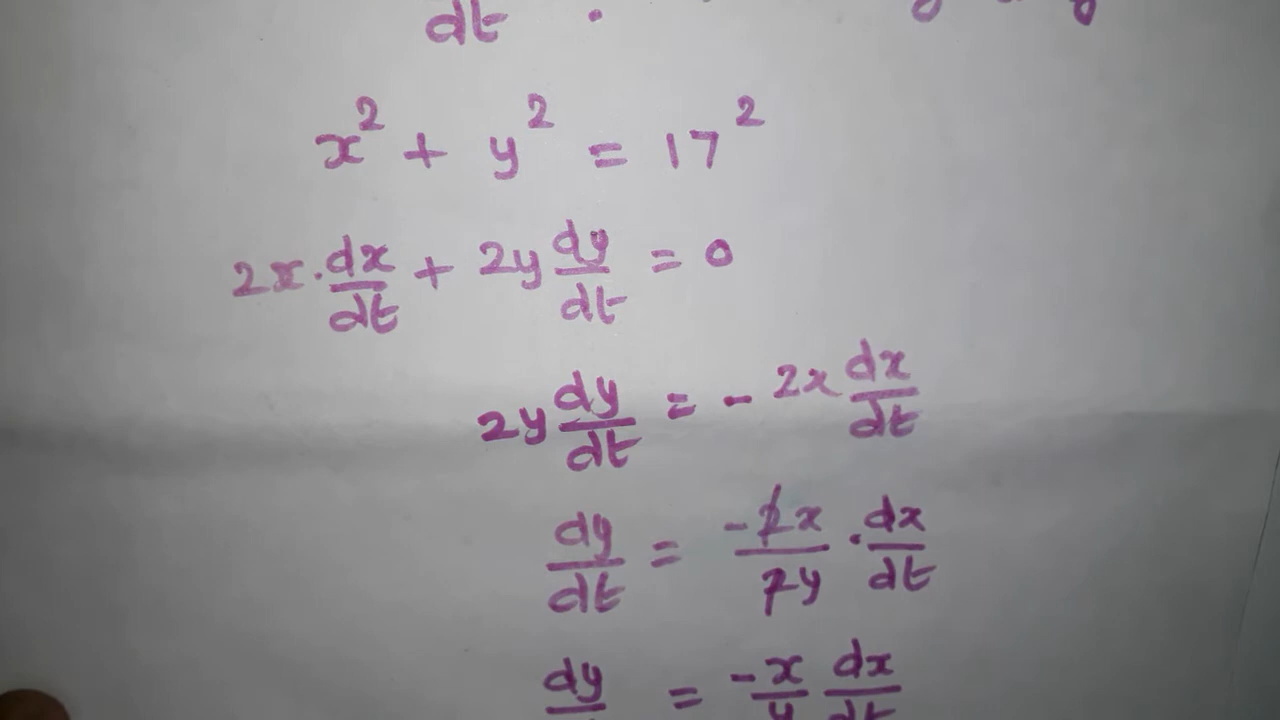 dt .
x² + y² = 17²
2x · dx/dt + 2y dy/dt = 0
2y dy/dt = - 2x dx/dt
dy/dt = -2x/2y · dx/dt
dy = -x/y dx/dt